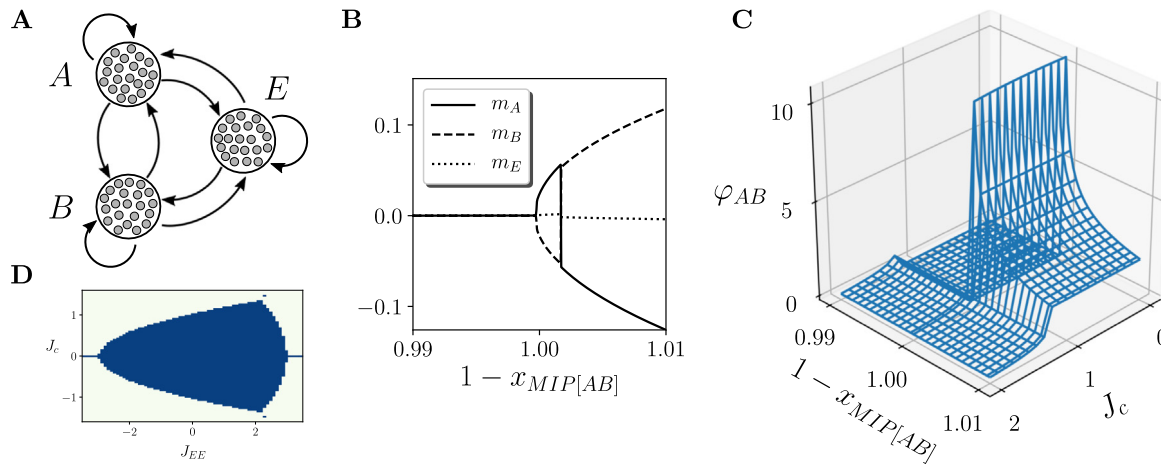 A
A
E
B
B
m_A
m_B
m_E
0.1
0.0
−0.1
0.99
1.00
1.01
1 − x_{MIP[AB]}
C
φ_{AB}
10
5
0
0.99
1.00
1.01
1 − x_{MIP[AB]}
2
1
0
J_c
D
J_c
1
0
−1
−2
0
2
J_{EE}